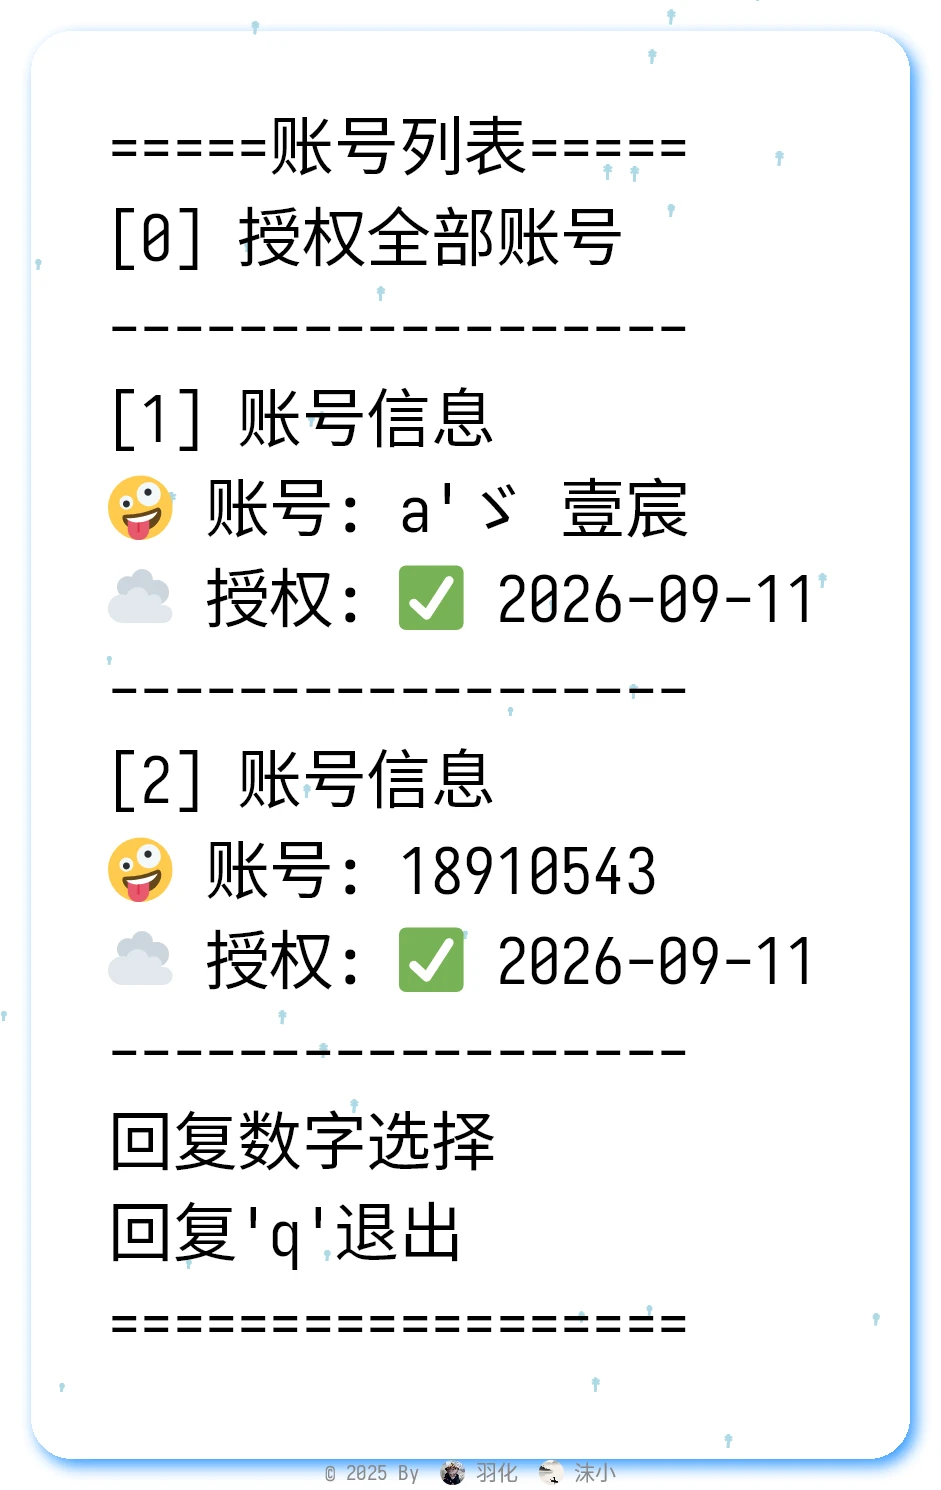 =====账号列表=====
[0] 授权全部账号
------------------
[1] 账号信息
🤪 账号: a'ゞ 壹宸
☁️ 授权: ✅ 2026-09-11
------------------
[2] 账号信息
🤪 账号: 18910543
☁️ 授权: ✅ 2026-09-11
------------------
回复数字选择
回复'q'退出
==================
© 2025 By 羽化 沫小